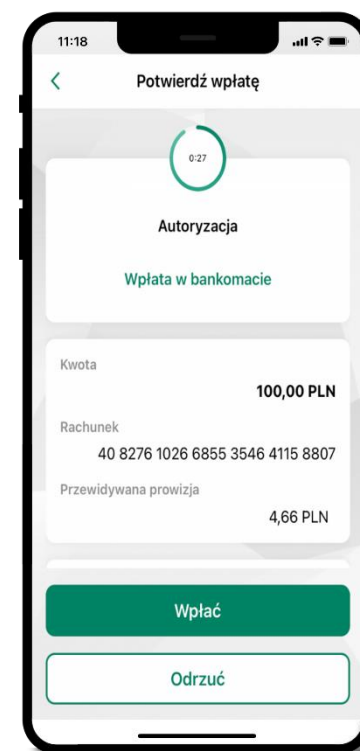 11:18
Potwierdź wpłatę
0:27
Autoryzacja
Wpłata w bankomacie
Kwota
100,00 PLN
Rachunek
40 8276 1026 6855 3546 4115 8807
Przewidywana prowizja
4,66 PLN
Wpłać
Odrzuć